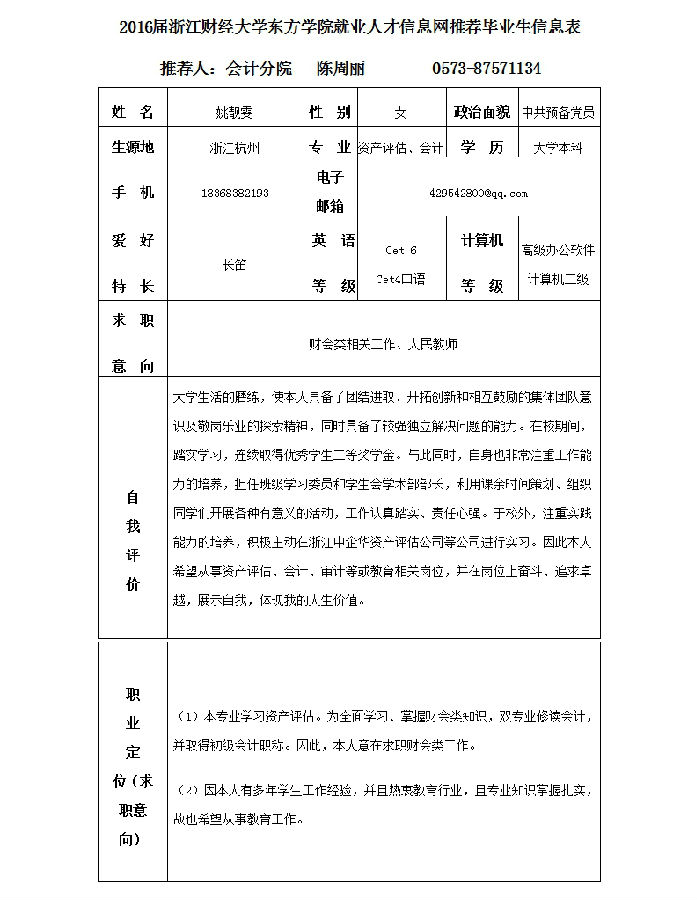 2016届浙江财经大学东方学院就业人才信息网推荐毕业生信息表
推荐人：会计分院 陈周丽 0573-87571134
姓 名 姚靓雯 性 别 女 政治面貌 中共预备党员
生源地 浙江杭州 专 业 资产评估、会计 学 历 大学本科
手 机 18868382193 电子邮箱 429542800@qq.com
爱 好 特 长 长笛 英 语 等 级 Cet-6 Cet4口语 计算机等 级 高级办公软件 计算机二级
求 职 意 向 财会类相关工作、人民教师
自我评价
大学生活的磨练，使本人具备了团结进取、开拓创新和相互鼓励的集体团队意
识及敬岗乐业的探索精神，同时具备了较强独立解决问题的能力。在校期间，
踏实学习，连续取得优秀学生二等奖学金。与此同时，自身也非常注重工作能
力的培养，担任班级学习委员和学生会学术部部长，利用课余时间策划、组织
同学们开展各种有意义的活动，工作认真踏实、责任心强。于校外，注重实践
能力的培养，积极主动在浙江中企华资产评估公司等公司进行实习。因此本人
希望从事资产评估、会计、审计等或教育相关岗位，并在岗位上奋斗、追求卓
越，展示自我，体现我的人生价值。
职业定位（求职意向）
（1）本专业学习资产评估。为全面学习、掌握财会类知识，双专业修读会计，
并取得初级会计职称。因此，本人意在求职财会类工作。
（2）因本人有多年学生工作经验，并且热衷教育行业，且专业知识掌握扎实，
故也希望从事教育工作。